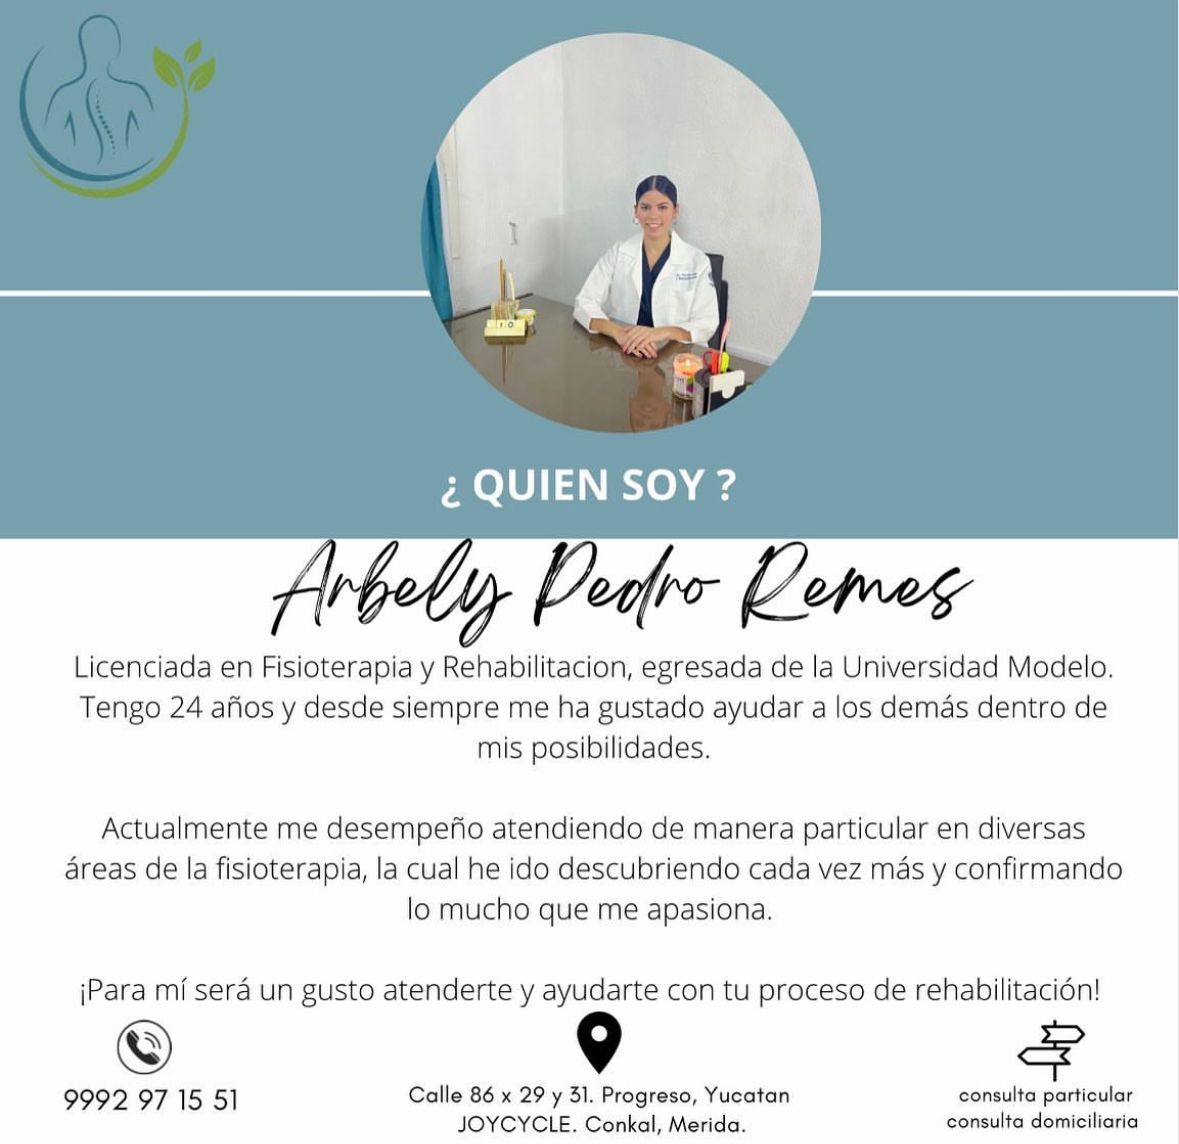 ¿ QUIEN SOY ?
Arbely Pedro Remes
Licenciada en Fisioterapia y Rehabilitacion, egresada de la Universidad Modelo.
Tengo 24 años y desde siempre me ha gustado ayudar a los demás dentro de
mis posibilidades.
Actualmente me desempeño atendiendo de manera particular en diversas
áreas de la fisioterapia, la cual he ido descubriendo cada vez más y confirmando
lo mucho que me apasiona.
¡Para mí será un gusto atenderte y ayudarte con tu proceso de rehabilitación!
9992 97 15 51
Calle 86 x 29 y 31. Progreso, Yucatan
JOYCYCLE. Conkal, Merida.
consulta particular
consulta domiciliaria